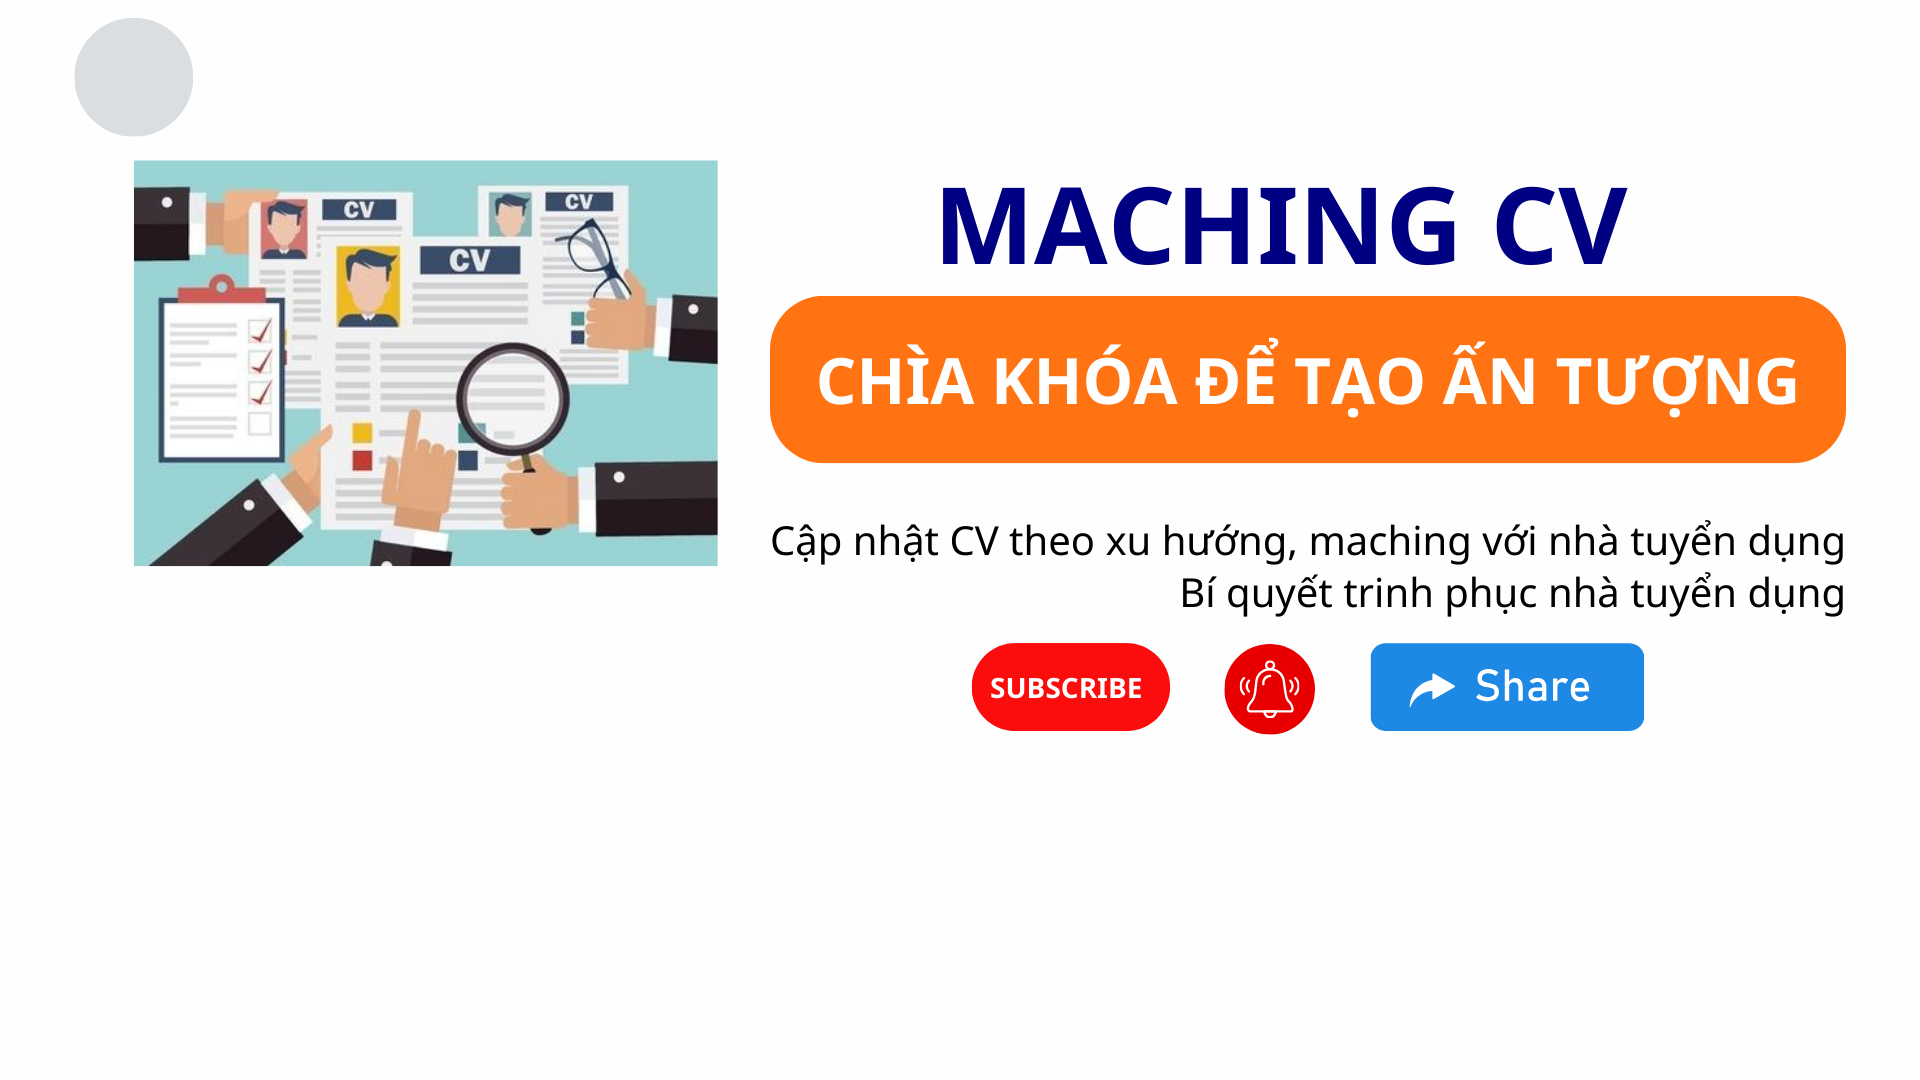 CV
CV
CV
MACHING CV
CHÌA KHÓA ĐỂ TẠO ẤN TƯỢNG
Cập nhật CV theo xu hướng, maching với nhà tuyển dụng
Bí quyết trinh phục nhà tuyển dụng
SUBSCRIBE
Share